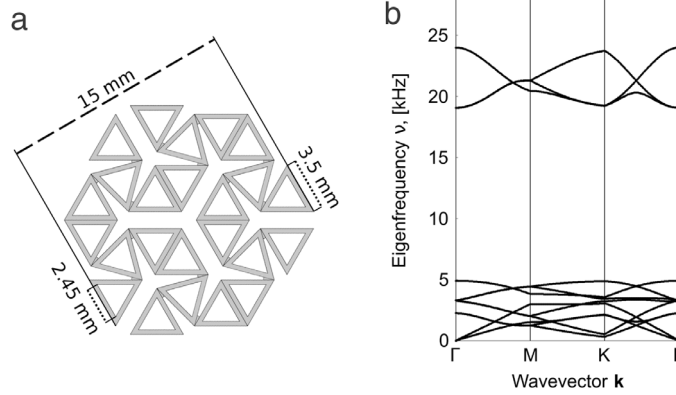 a
15 mm
3.5 mm
2.45 mm
b
Eigenfrequency ν, [kHz]
25
20
15
10
5
0
Γ M K
Wavevector k